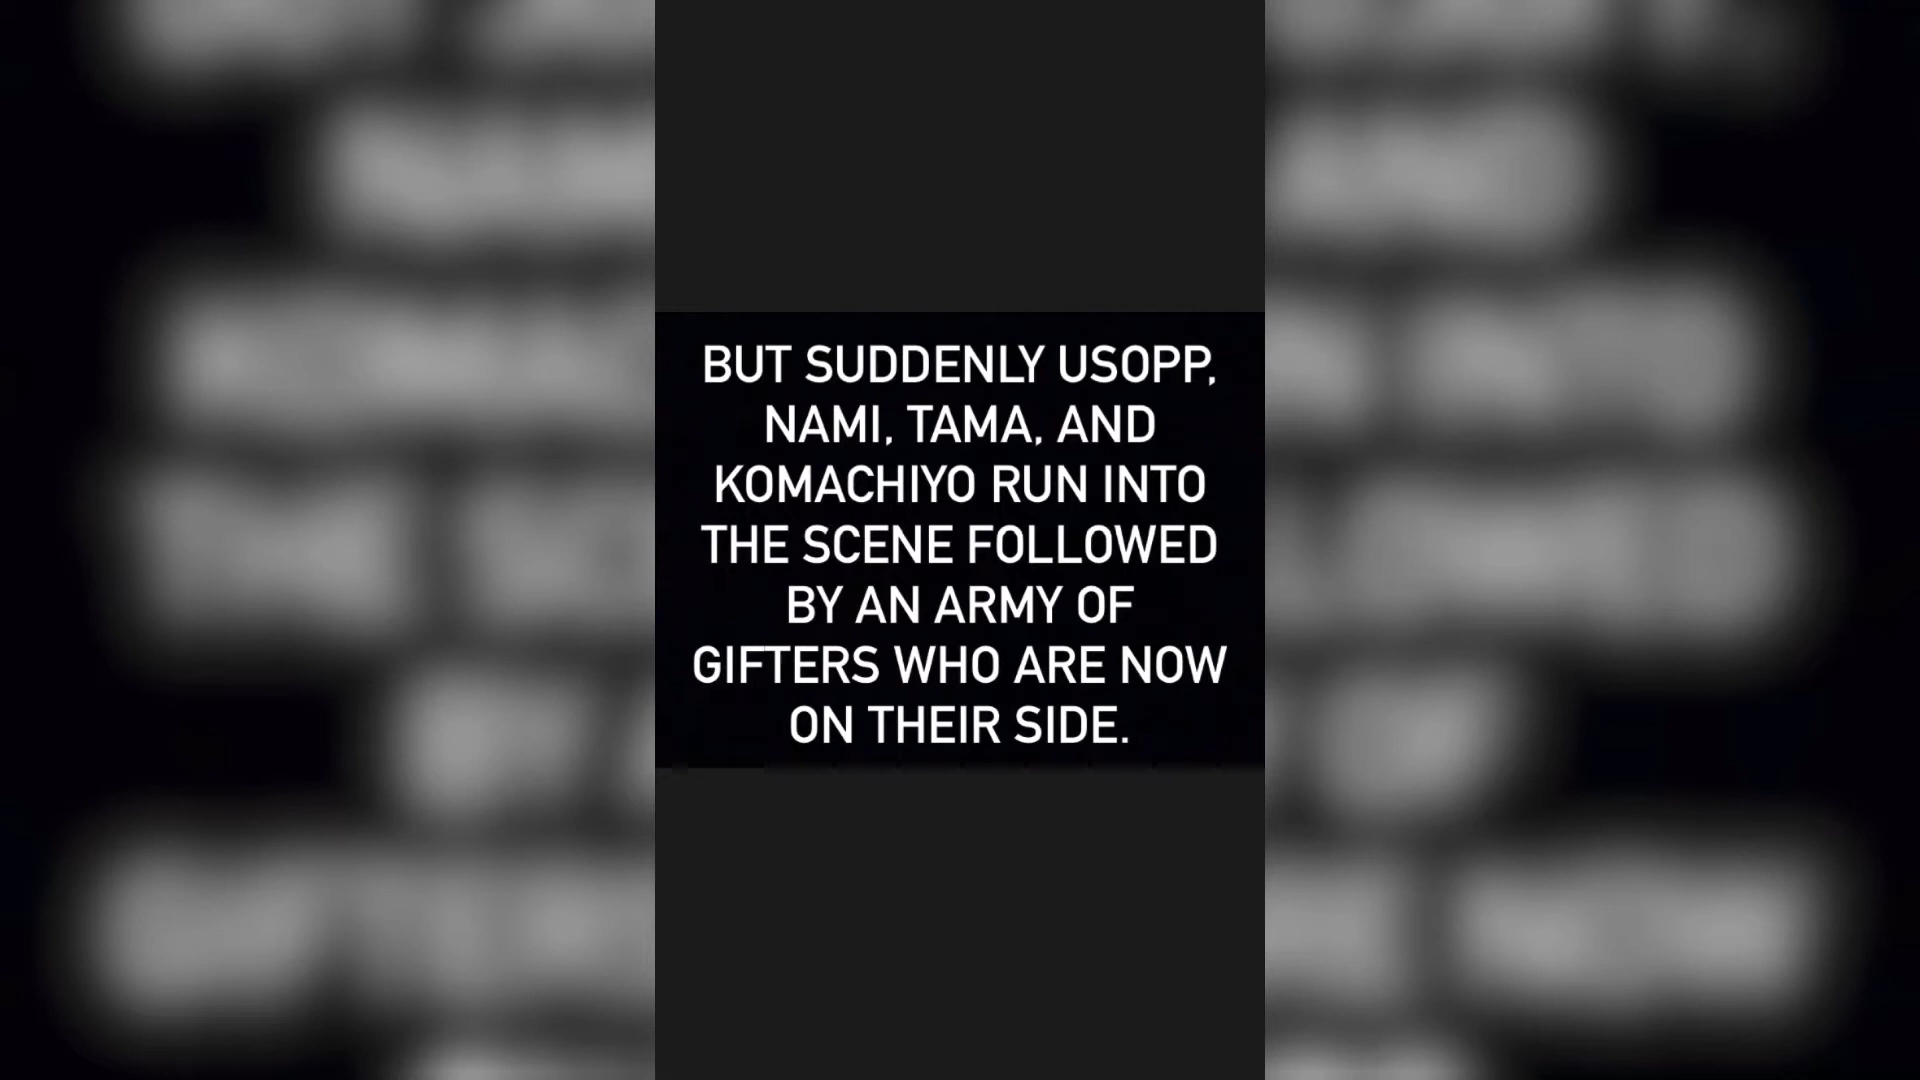 BUT SUDDENLY USOPP,
NAMI, TAMA, AND
KOMACHIYO RUN INTO
THE SCENE FOLLOWED
BY AN ARMY OF
GIFTERS WHO ARE NOW
ON THEIR SIDE.